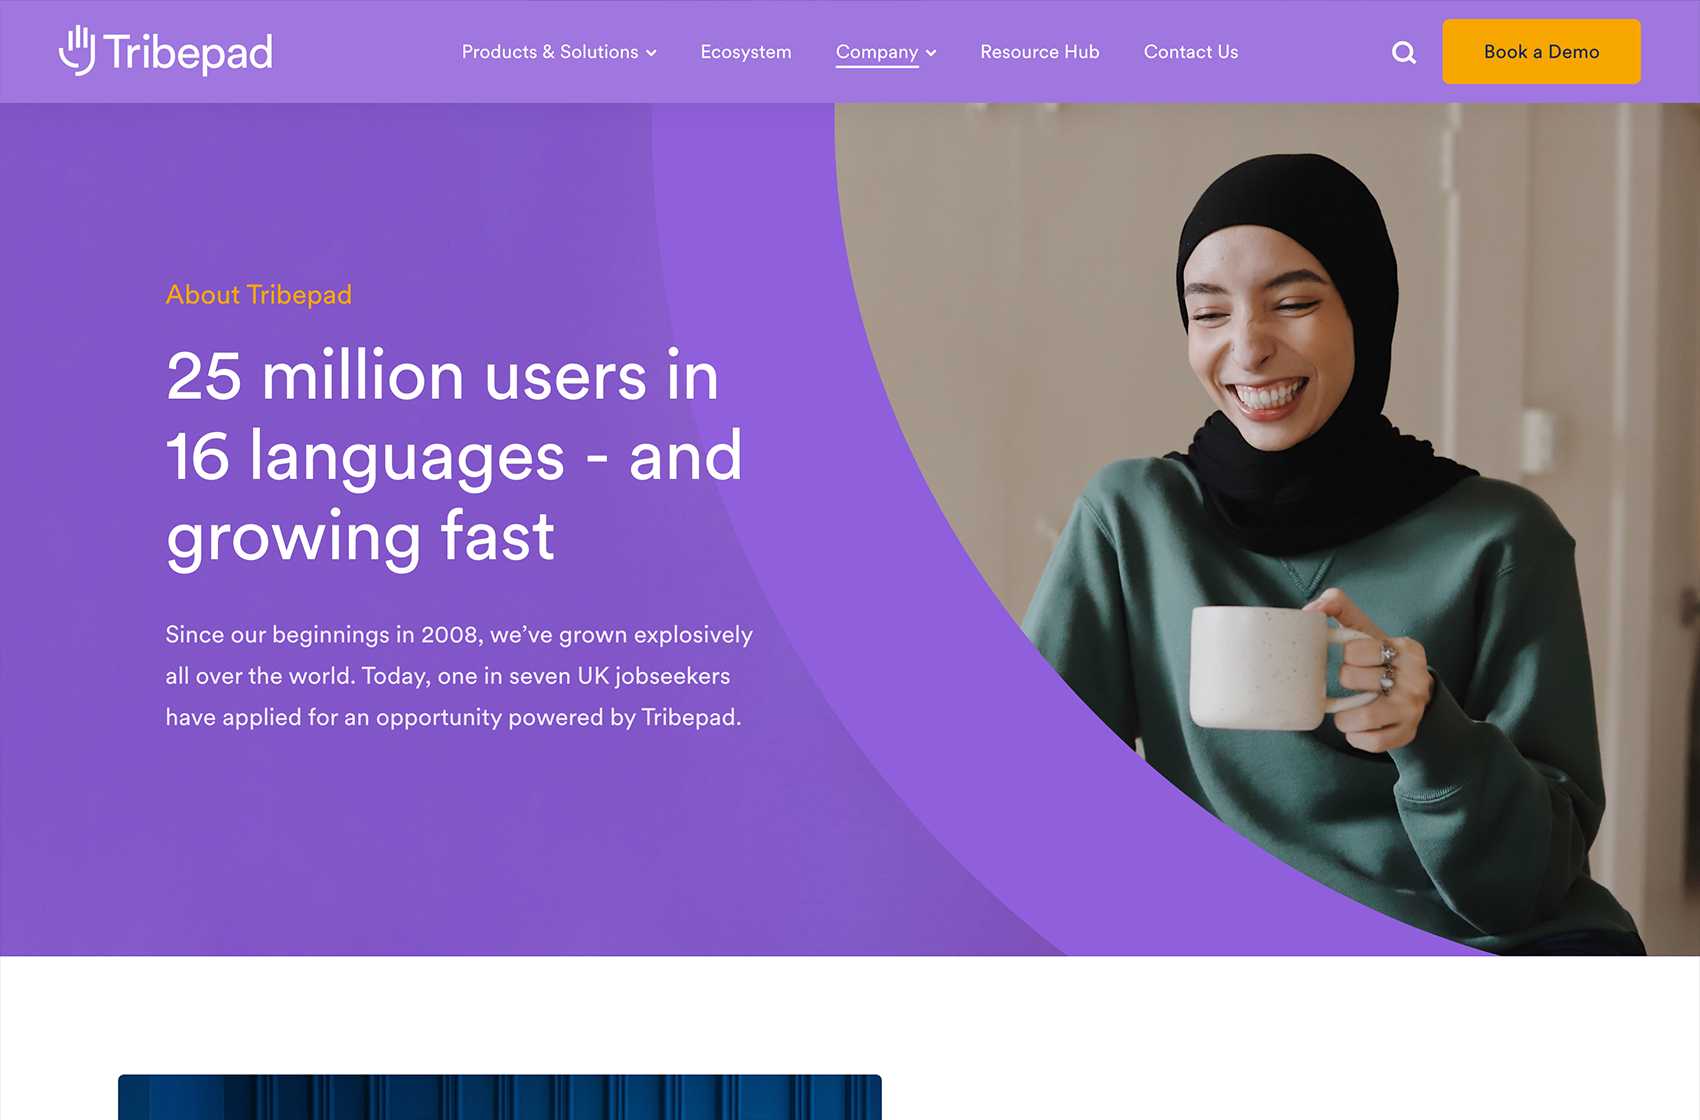 Tribepad
Products & Solutions
Ecosystem
Company
Resource Hub
Contact Us
Book a Demo
About Tribepad
25 million users in
16 languages - and
growing fast
Since our beginnings in 2008, we’ve grown explosively
all over the world. Today, one in seven UK jobseekers
have applied for an opportunity powered by Tribepad.